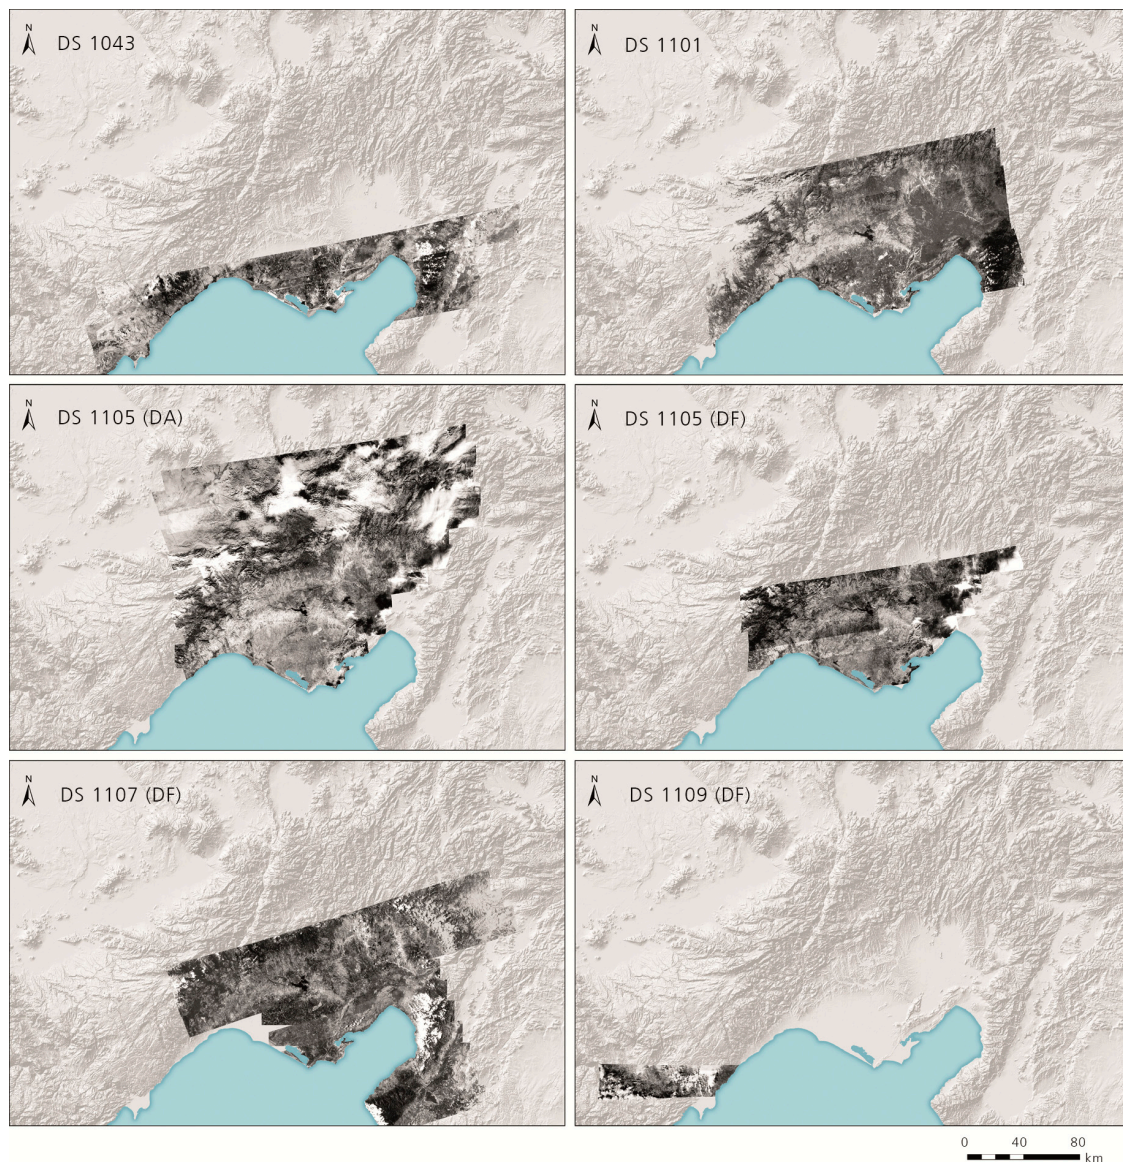 N
DS 1043
N
DS 1101
N
DS 1105 (DA)
N
DS 1105 (DF)
N
DS 1107 (DF)
N
DS 1109 (DF)
0 40 80
km